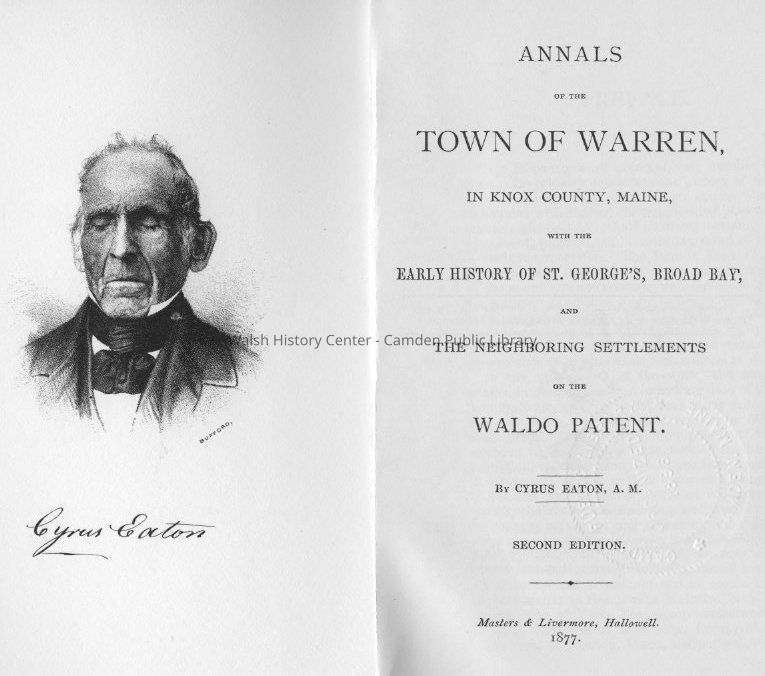 BUFFORD.
Cyrus Eaton
ANNALS
OF THE
TOWN OF WARREN,
IN KNOX COUNTY, MAINE,
WITH THE
EARLY HISTORY OF ST. GEORGE'S, BROAD BAY,
AND
Walsh History Center - Camden Public Library
THE NEIGHBORING SETTLEMENTS
ON THE
WALDO PATENT.
BY CYRUS EATON, A. M.
SECOND EDITION.
Masters & Livermore, Hallowell.
1877.